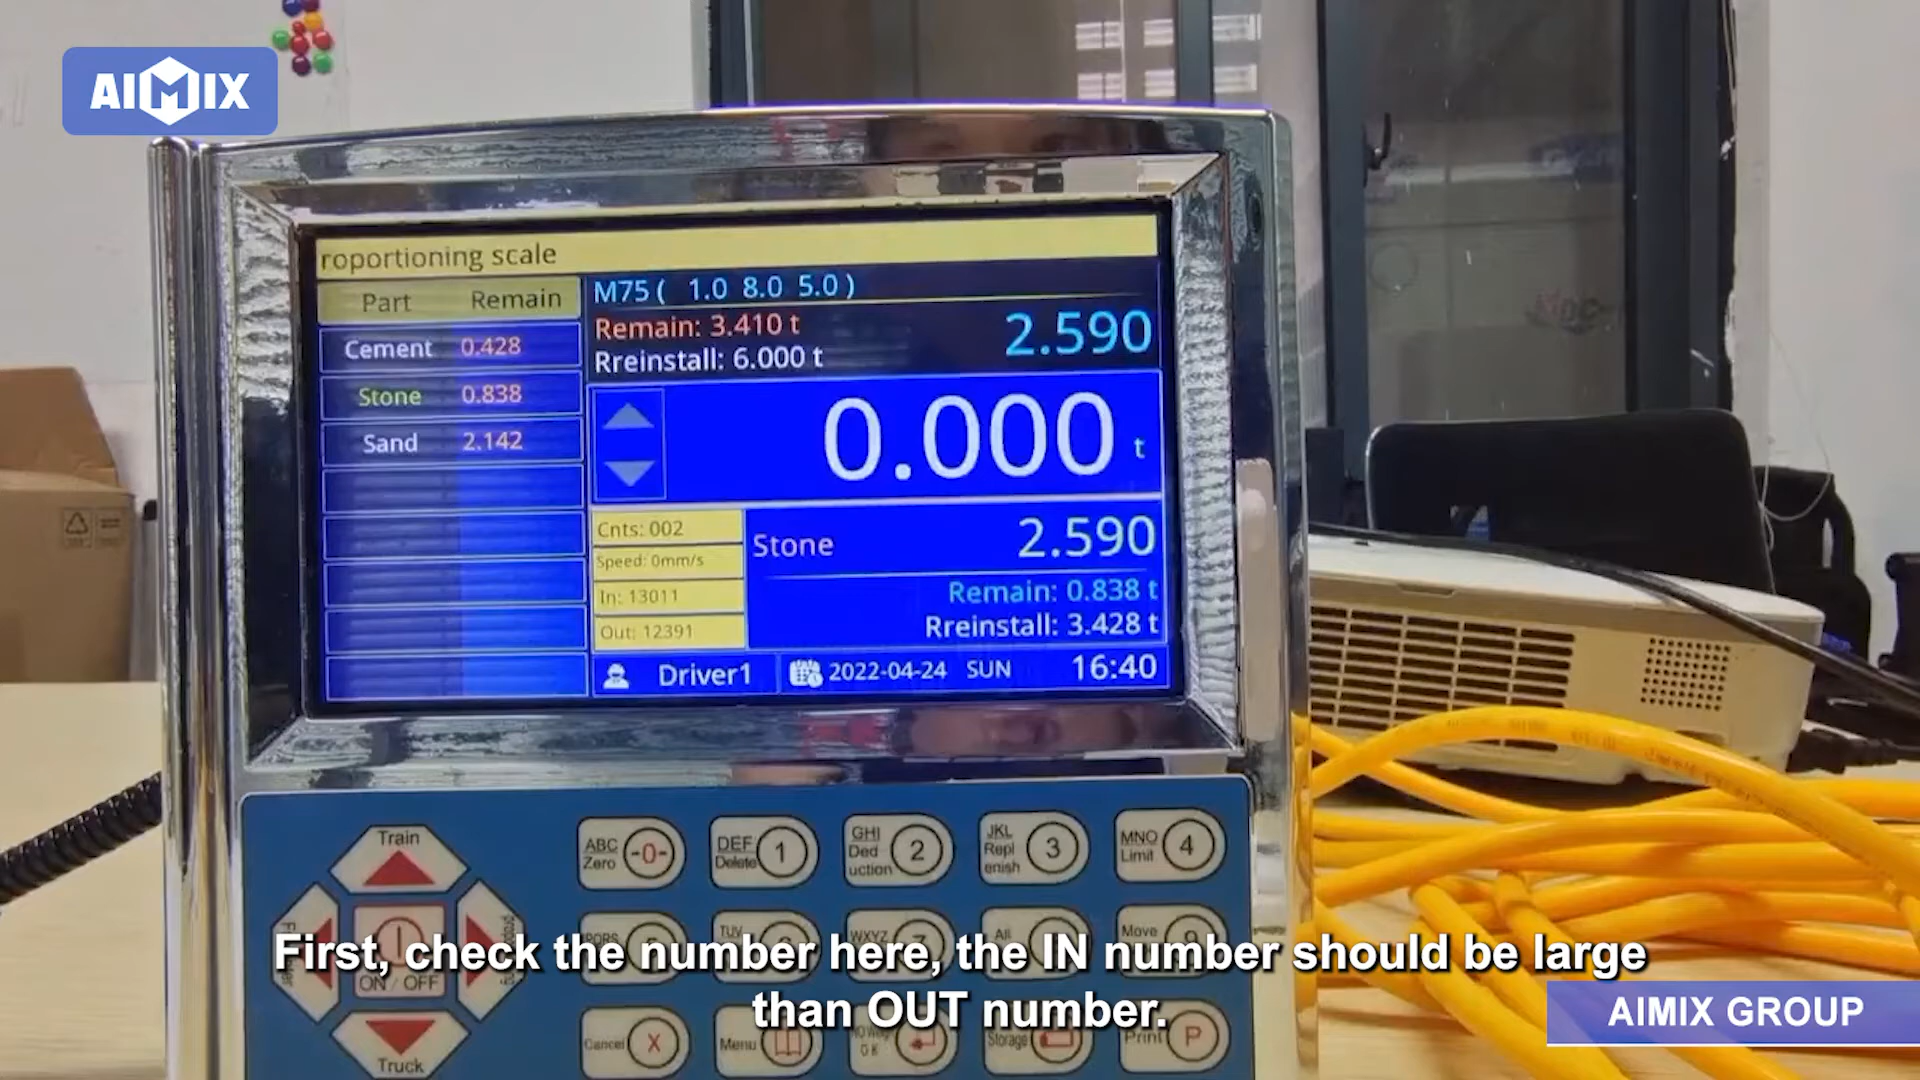 AIMIX
roportioning scale
Part Remain
Cement 0.428
Stone 0.838
Sand 2.142
M75 ( 1.0 8.0 5.0 )
Remain: 3.410 t
Rreinstall: 6.000 t
2.590
0.000 t
Cnts: 002
Speed: 0mm/s
In: 13011
Out: 12391
Stone 2.590
Remain: 0.838 t
Rreinstall: 3.428 t
Driver1 2022-04-24 SUN 16:40
Train
ON / OFF
Truck
ABC Zero -0-
DEF Delete 1
GHI Ded uction 2
JKL Repl enish 3
MNO Limit 4
PQRS
TUV
WXYZ
All
Move 9
Cancel X
Menu
OK
Storage
Print P
First, check the number here, the IN number should be large
than OUT number.
AIMIX GROUP